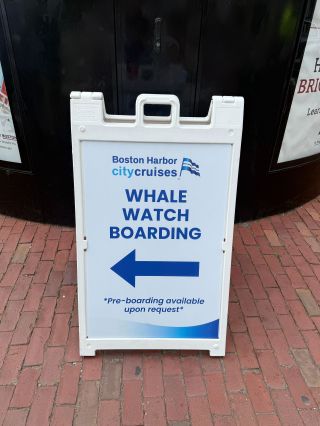 Boston Harbor
citycruises
WHALE
WATCH
BOARDING
*Pre-boarding available
upon request*